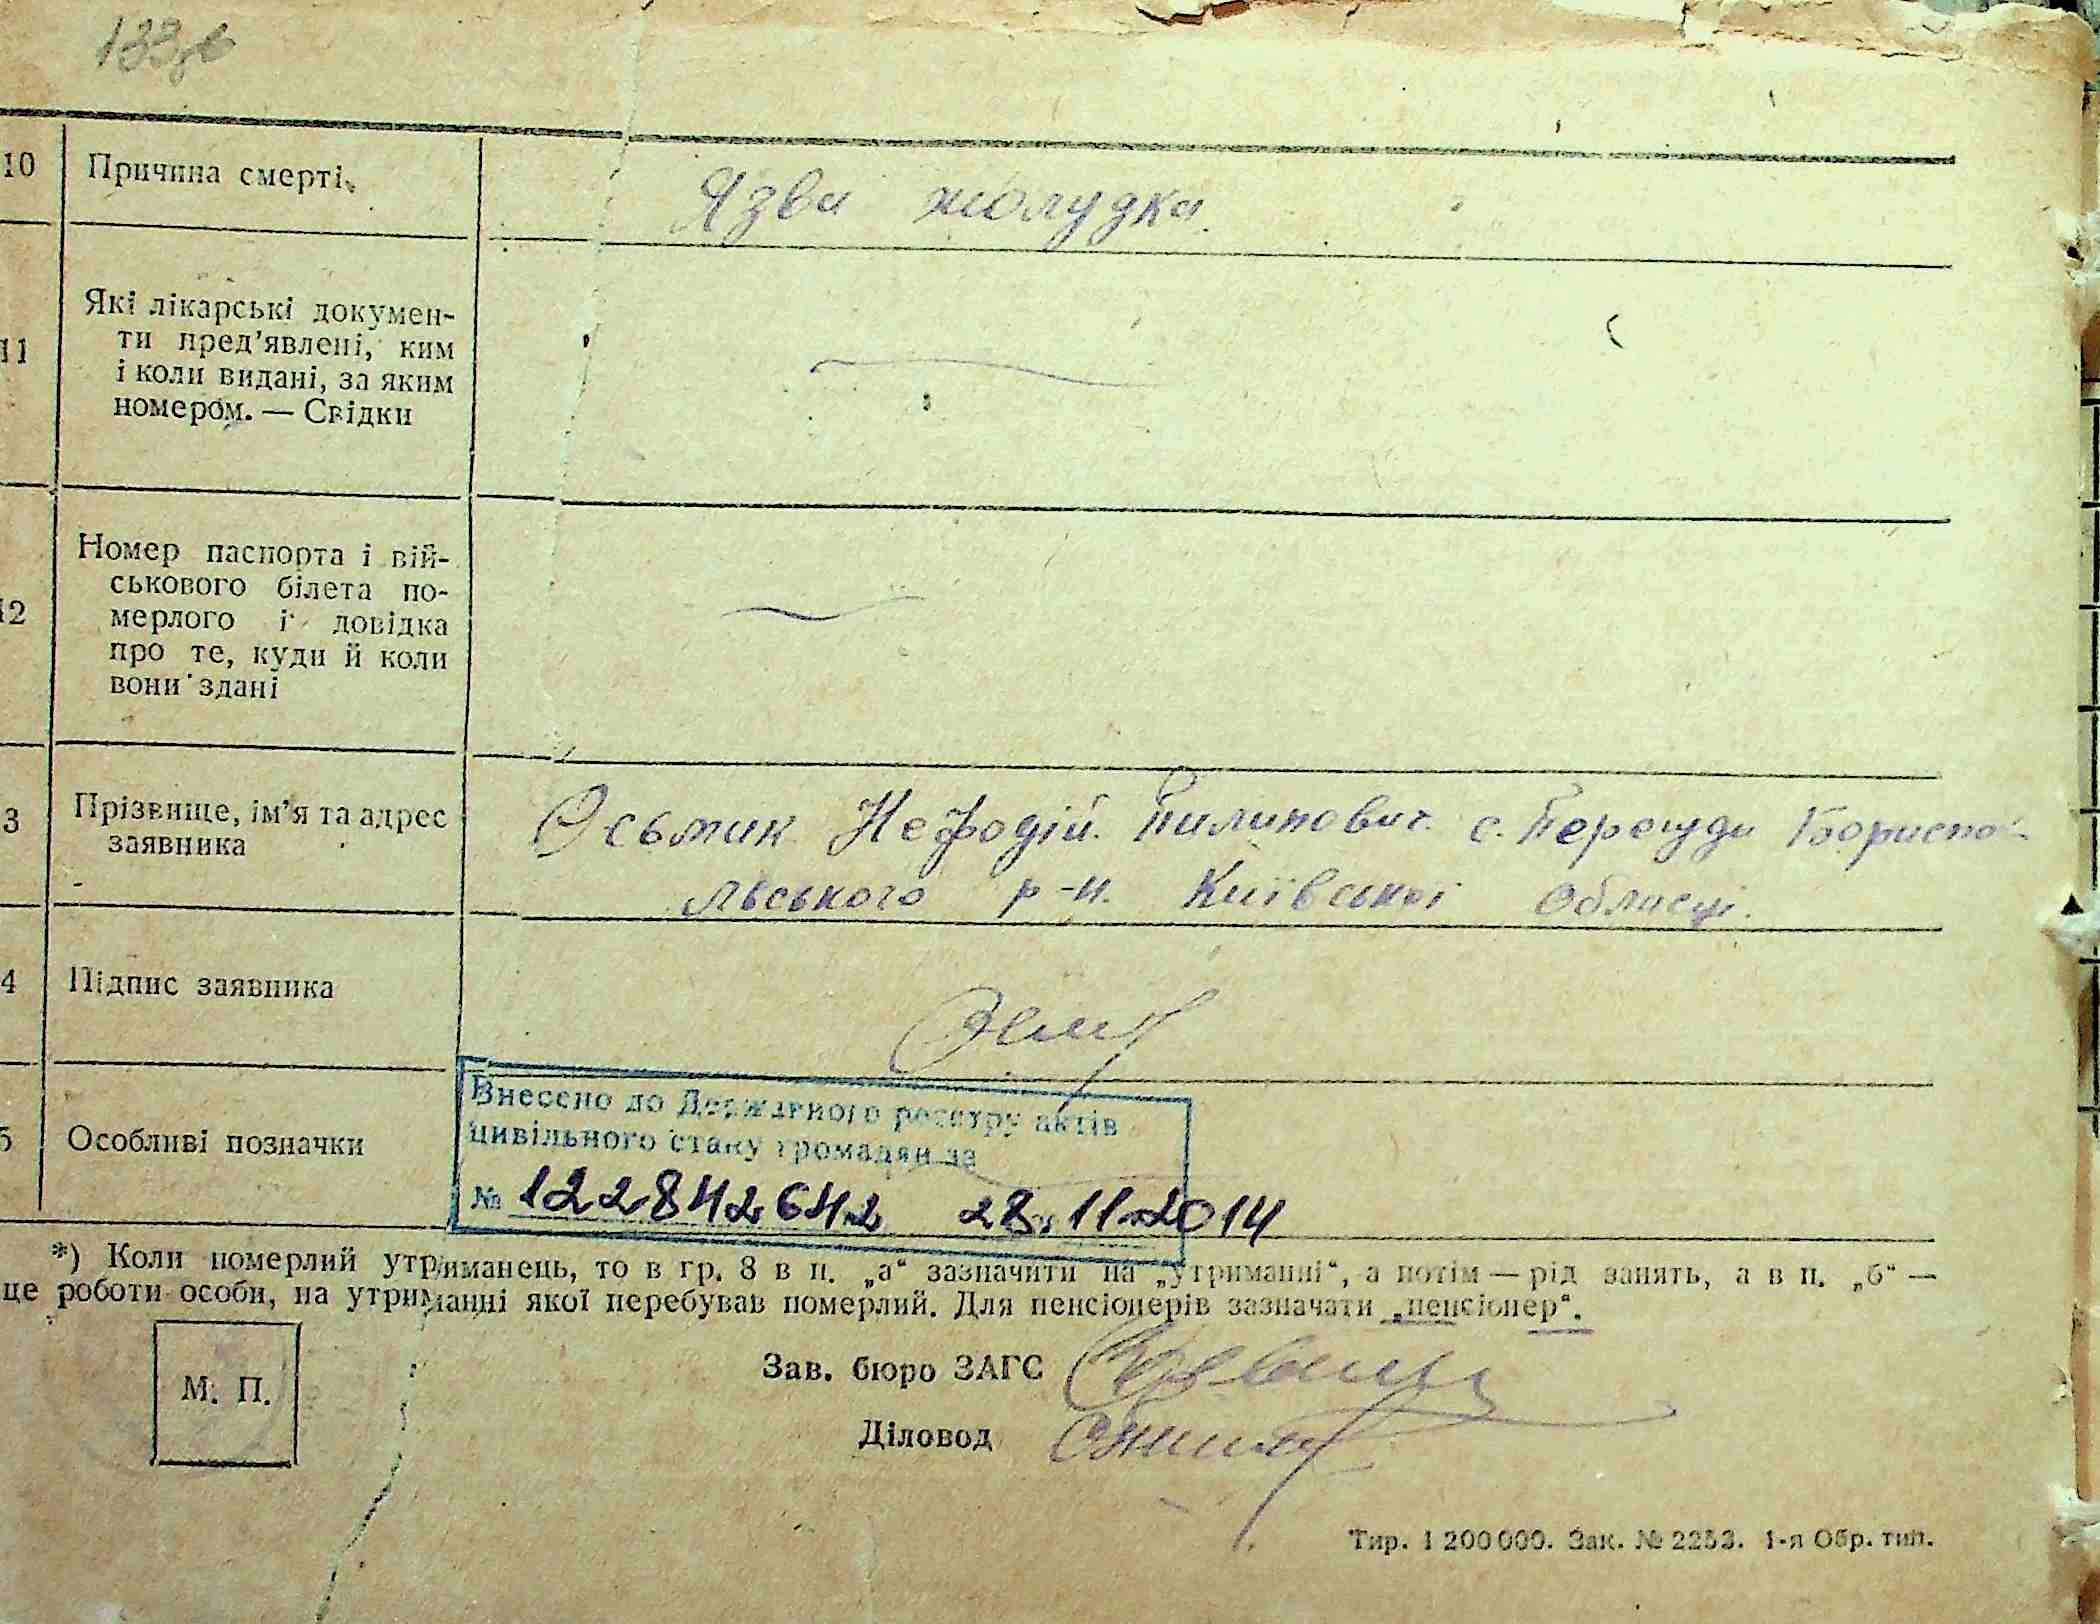 133
10 Причина смерті. Язва жолудка.
11 Які лікарські докумен-
ти пред'явлені, ким
і коли видані, за яким
номером. — Свідки
12 Номер паспорта і вій-
ськового білета по-
мерлого і довідка
про те, куди й коли
вони здані
3 Прізвище, ім'я та адрес
заявника
Осьмак Нефодій Пилипович. с. Перегуди Бориспо-
льського р-н. Київської Області.
4 Підпис заявника
5 Особливі позначки
Внесено до Державного реєстру актів
цивільного стану громадян за
№ 122842642 28.11.2014
*) Коли померлий утриманець, то в гр. 8 в п. „а“ зазначити на „утриманні“, а потім — рід занять, а в п. „б“ —
це роботи особи, на утриманні якої перебував померлий. Для пенсіонерів зазначати „пенсіонер“.
М. П.
Зав. бюро ЗАГС
Діловод
Тир. 1 200 000. Зак. № 2253. 1-я Обр. тип.